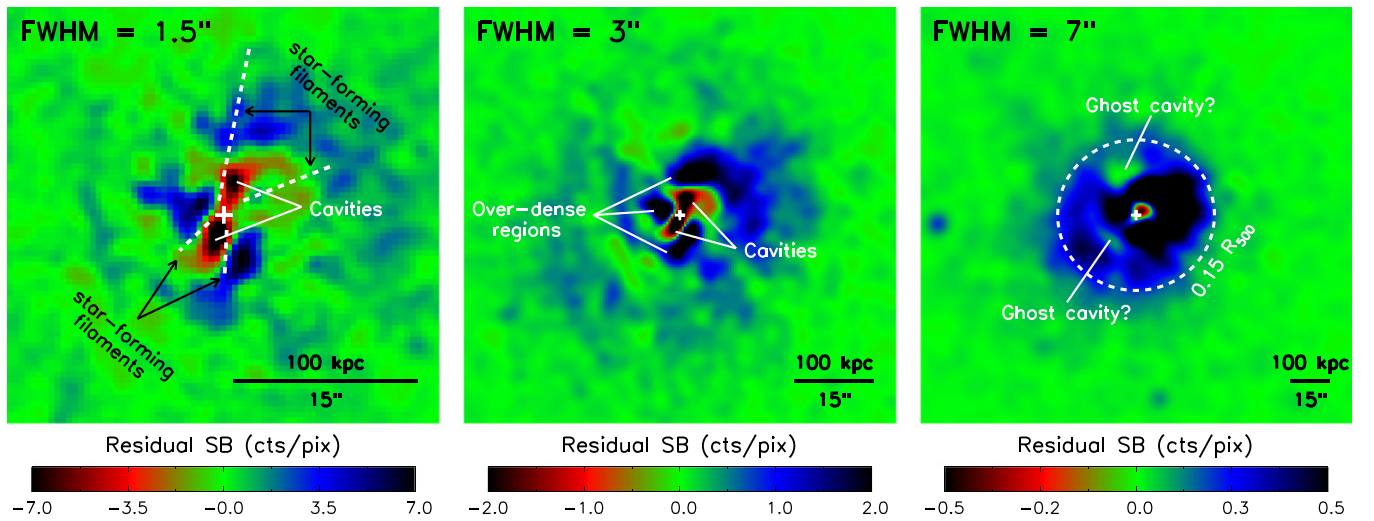 FWHM = 1.5"
star-forming
filaments
Cavities
star-forming
filaments
100 kpc
15"
Residual SB (cts/pix)
-7.0 -3.5 -0.0 3.5 7.0
FWHM = 3"
Over-dense
regions
Cavities
100 kpc
15"
Residual SB (cts/pix)
-2.0 -1.0 0.0 1.0 2.0
FWHM = 7"
Ghost cavity?
0.15 R500
Ghost cavity?
100 kpc
15"
Residual SB (cts/pix)
-0.5 -0.2 0.0 0.3 0.5